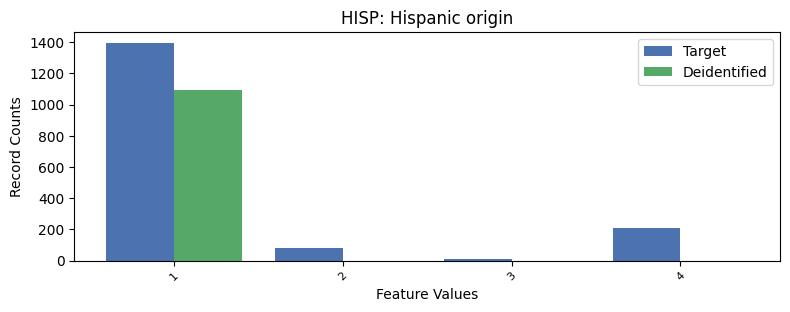 HISP: Hispanic origin
Target
Deidentified
Record Counts
1400
1200
1000
800
600
400
200
0
1 2 3 4
Feature Values